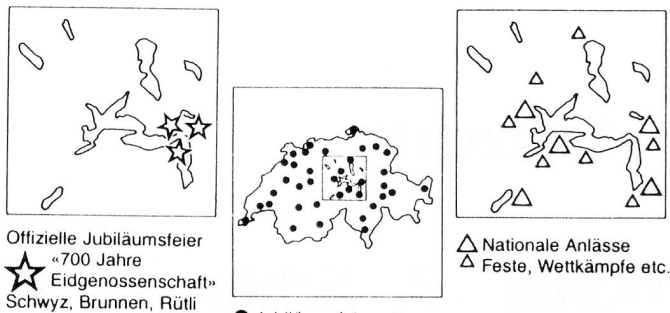 Offizielle Jubiläumsfeier
«700 Jahre
Eidgenossenschaft»
Schwyz, Brunnen, Rütli
Nationale Anlässe
Feste, Wettkämpfe etc.